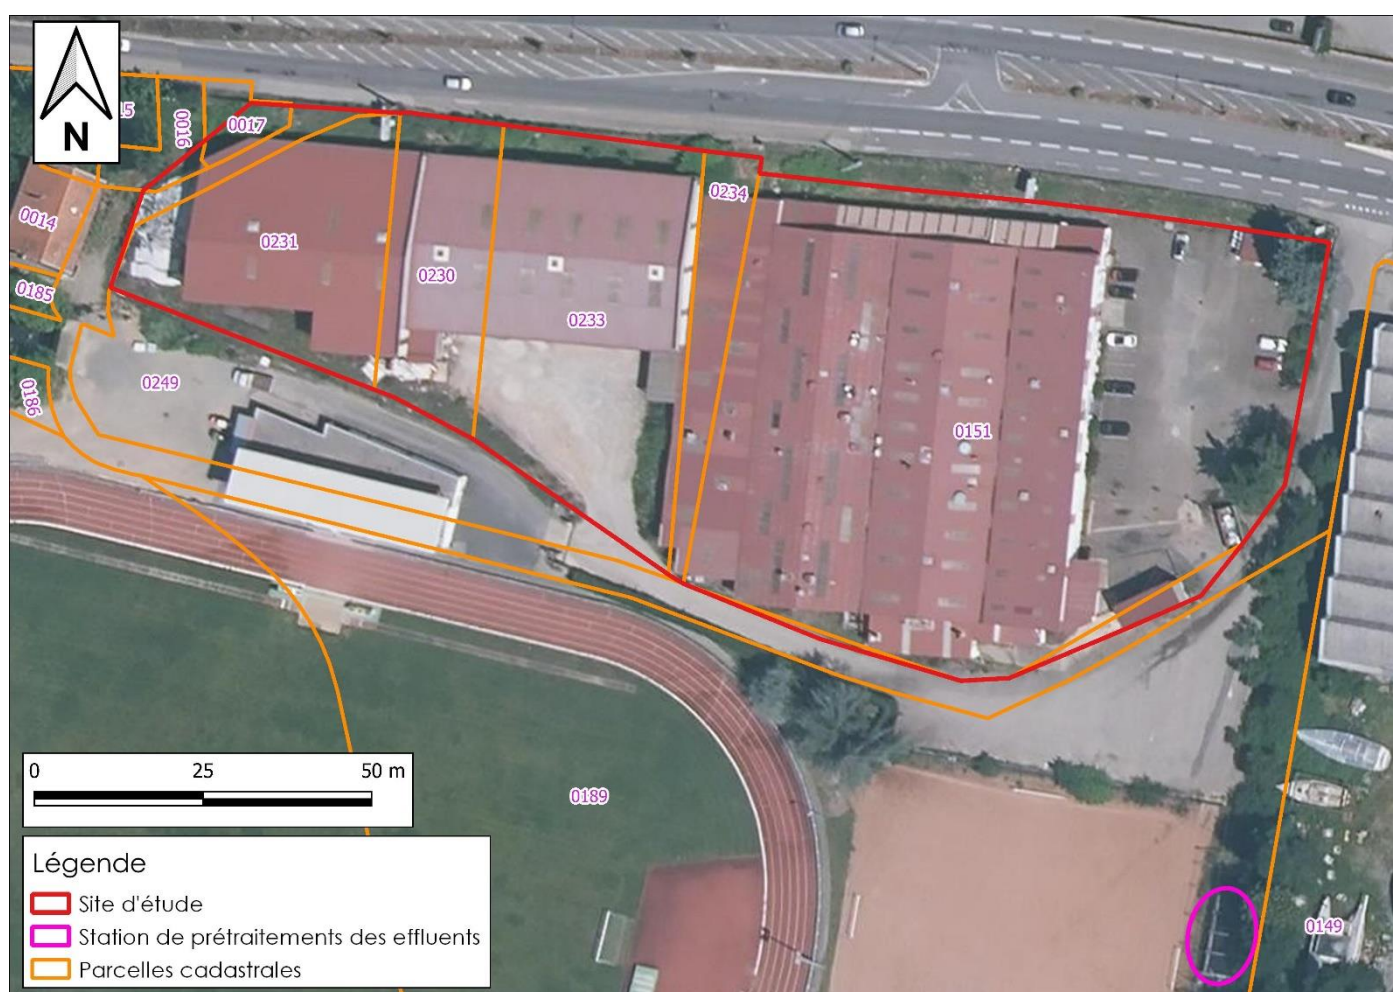 N
15
0016
0017
0014
0185
0186
0249
0231
0230
0233
0234
0151
0189
0149
0 25 50 m
Légende
Site d'étude
Station de prétraitements des effluents
Parcelles cadastrales